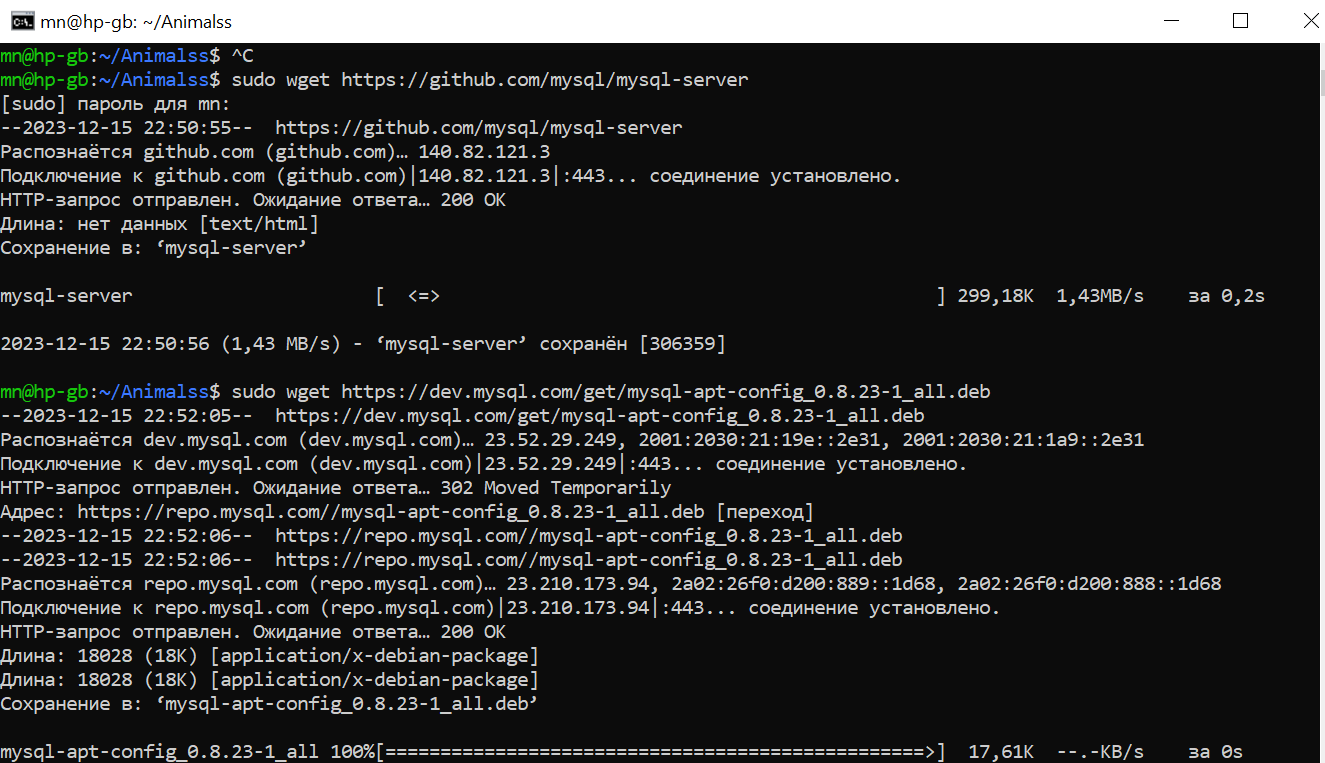 mn@hp-gb: ~/Animalss
mn@hp-gb:~/Animalss$ ^C
mn@hp-gb:~/Animalss$ sudo wget https://github.com/mysql/mysql-server
[sudo] пароль для mn:
--2023-12-15 22:50:55--  https://github.com/mysql/mysql-server
Распознаётся github.com (github.com)… 140.82.121.3
Подключение к github.com (github.com)|140.82.121.3|:443... соединение установлено.
HTTP-запрос отправлен. Ожидание ответа… 200 OK
Длина: нет данных [text/html]
Сохранение в: ‘mysql-server’
mysql-server                      [  <=>                                              ] 299,18K  1,43MB/s    за 0,2s
2023-12-15 22:50:56 (1,43 MB/s) - ‘mysql-server’ сохранён [306359]
mn@hp-gb:~/Animalss$ sudo wget https://dev.mysql.com/get/mysql-apt-config_0.8.23-1_all.deb
--2023-12-15 22:52:05--  https://dev.mysql.com/get/mysql-apt-config_0.8.23-1_all.deb
Распознаётся dev.mysql.com (dev.mysql.com)… 23.52.29.249, 2001:2030:21:19e::2e31, 2001:2030:21:1a9::2e31
Подключение к dev.mysql.com (dev.mysql.com)|23.52.29.249|:443... соединение установлено.
HTTP-запрос отправлен. Ожидание ответа… 302 Moved Temporarily
Адрес: https://repo.mysql.com//mysql-apt-config_0.8.23-1_all.deb [переход]
--2023-12-15 22:52:06--  https://repo.mysql.com//mysql-apt-config_0.8.23-1_all.deb
--2023-12-15 22:52:06--  https://repo.mysql.com//mysql-apt-config_0.8.23-1_all.deb
Распознаётся repo.mysql.com (repo.mysql.com)… 23.210.173.94, 2a02:26f0:d200:889::1d68, 2a02:26f0:d200:888::1d68
Подключение к repo.mysql.com (repo.mysql.com)|23.210.173.94|:443... соединение установлено.
HTTP-запрос отправлен. Ожидание ответа… 200 OK
Длина: 18028 (18K) [application/x-debian-package]
Длина: 18028 (18K) [application/x-debian-package]
Сохранение в: ‘mysql-apt-config_0.8.23-1_all.deb’
mysql-apt-config_0.8.23-1_all 100%[=================================================>]  17,61K  --.-KB/s    за 0s